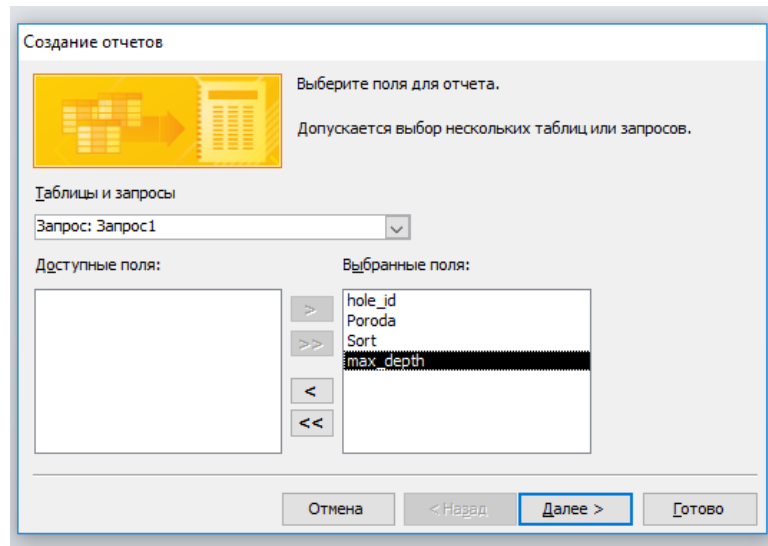 Создание отчетов
Выберите поля для отчета.
Допускается выбор нескольких таблиц или запросов.
Таблицы и запросы
Запрос: Запрос1
Доступные поля:
Выбранные поля:
hole_id
Poroda
Sort
max_depth
>
>>
<
<<
Отмена
< Назад
Далее >
Готово